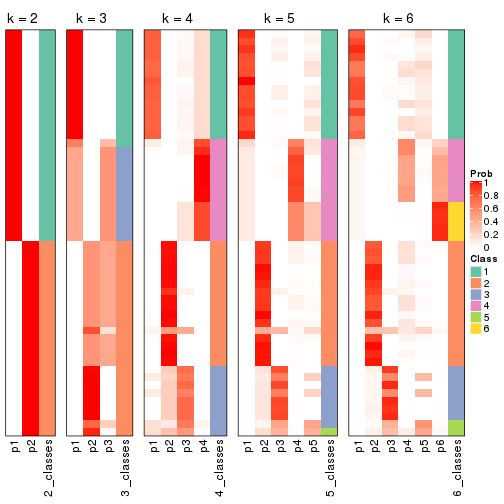 k = 2
k = 3
k = 4
k = 5
k = 6
Prob
1
0.8
0.6
0.4
0.2
0
Class
1
2
3
4
5
6
p1
p2
2_classes
p1
p2
p3
3_classes
p1
p2
p3
p4
4_classes
p1
p2
p3
p4
p5
5_classes
p1
p2
p3
p4
p5
p6
6_classes